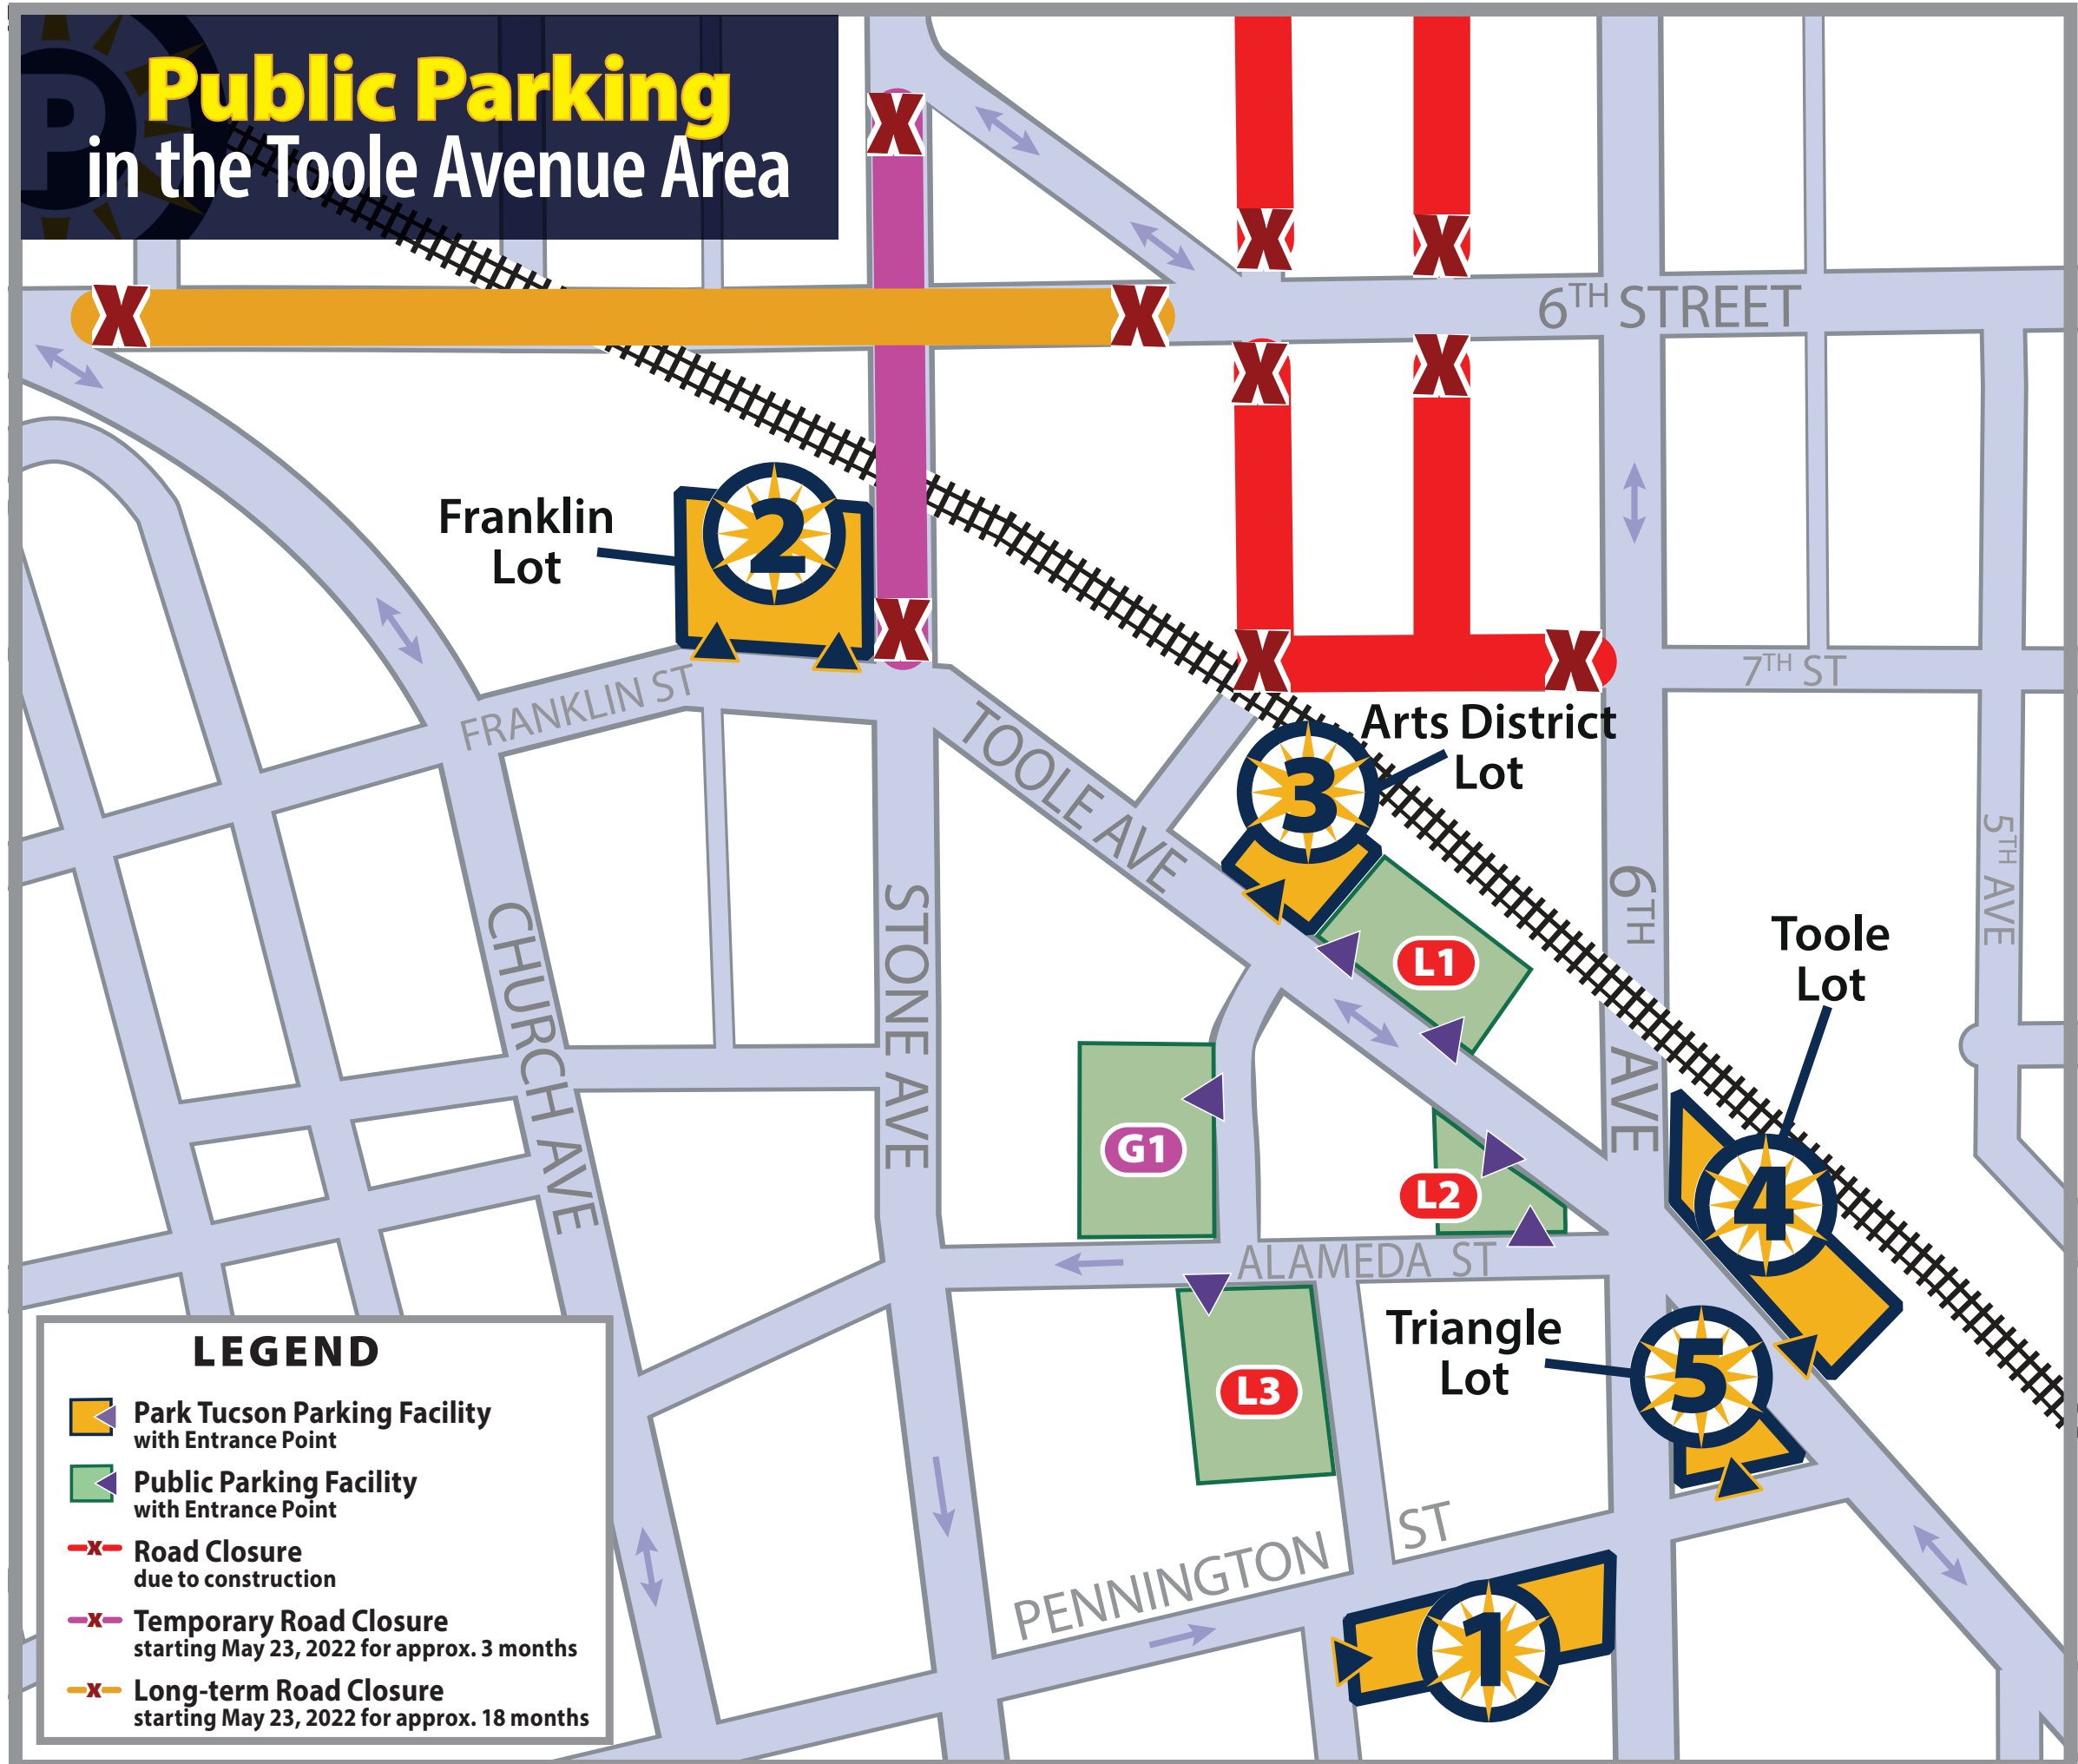 P
Public Parking
in the Toole Avenue Area
6TH STREET
Franklin
Lot
2
FRANKLIN ST
7TH ST
TOOLE AVE
Arts District
Lot
3
5TH AVE
6TH AVE
STONE AVE
CHURCH AVE
Toole
Lot
L1
G1
L2
4
ALAMEDA ST
Triangle
Lot
5
L3
PENNINGTON ST
1
LEGEND
Park Tucson Parking Facility
with Entrance Point
Public Parking Facility
with Entrance Point
X
Road Closure
due to construction
X
Temporary Road Closure
starting May 23, 2022 for approx. 3 months
X
Long-term Road Closure
starting May 23, 2022 for approx. 18 months